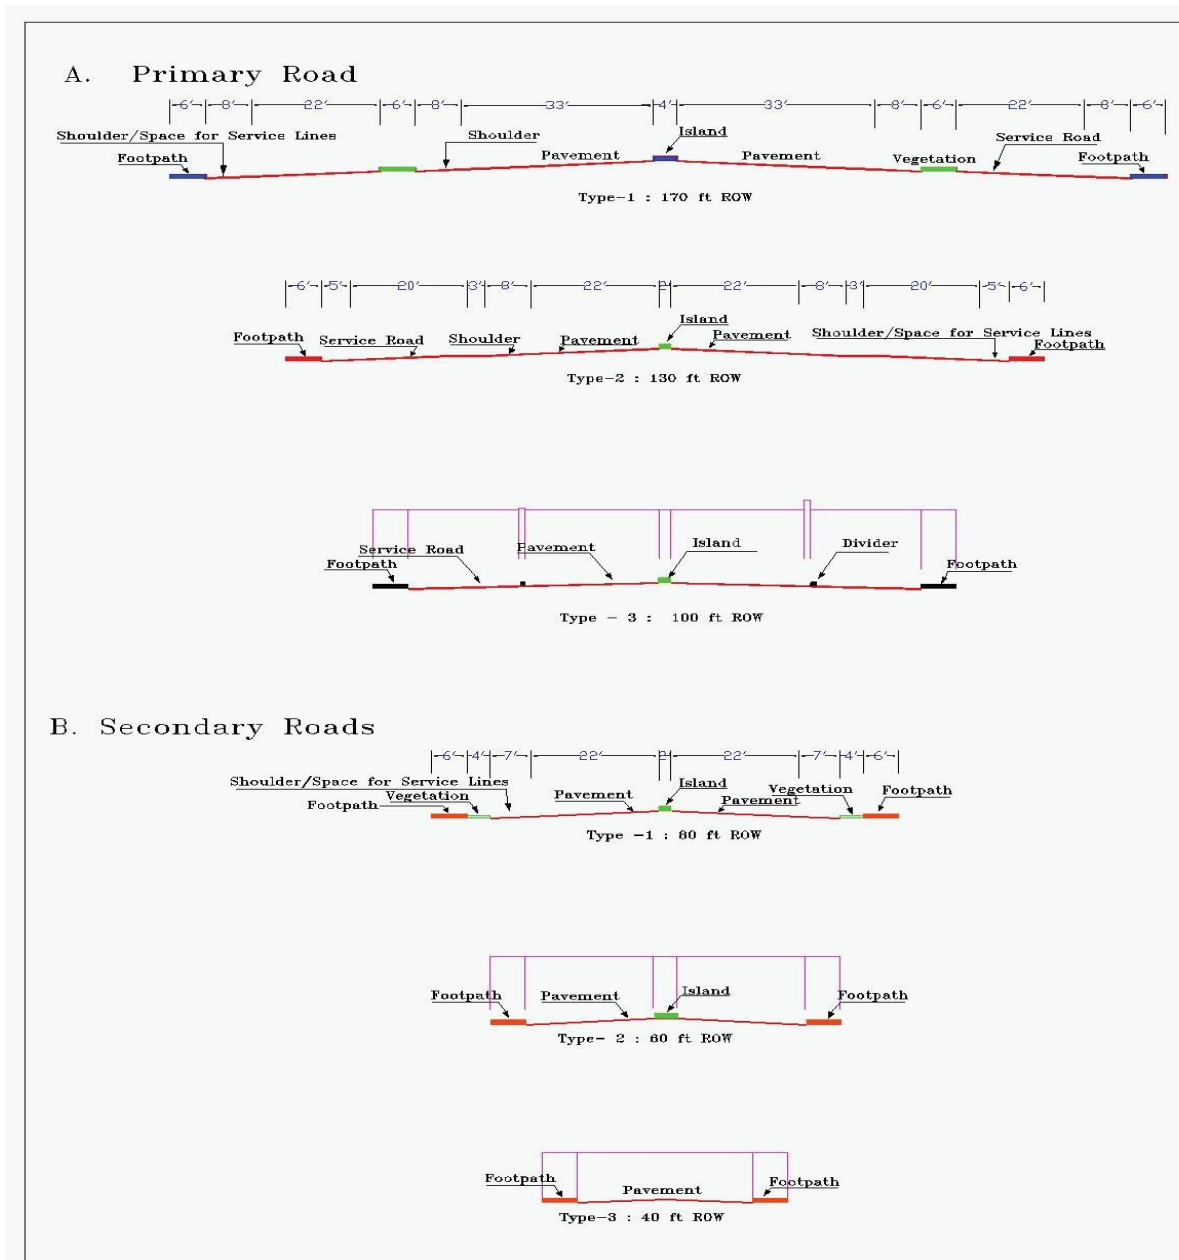 A. Primary Road
6' 8' 22' 6' 8' 33' 4' 33' 8' 6' 22' 8' 6'
Shoulder/Space for Service Lines
Shoulder
Island
Service Road
Footpath
Pavement
Pavement
Vegetation
Footpath
Type-1 : 170 ft ROW
6' 5' 20' 3' 8' 22' 2' 22' 8' 3' 20' 5' 6'
Island
Footpath
Service Road
Shoulder
Pavement
Pavement
Shoulder/Space for Service Lines
Footpath
Type-2 : 130 ft ROW
Service Road
Pavement
Island
Divider
Footpath
Footpath
Type - 3 : 100 ft ROW
B. Secondary Roads
6' 4' 7' 22' 2' 22' 7' 4' 6'
Shoulder/Space for Service Lines
Island
Vegetation
Pavement
Vegetation
Footpath
Footpath
Pavement
Type -1 : 80 ft ROW
Footpath
Pavement
Island
Footpath
Type- 2 : 60 ft ROW
Footpath
Pavement
Footpath
Type-3 : 40 ft ROW